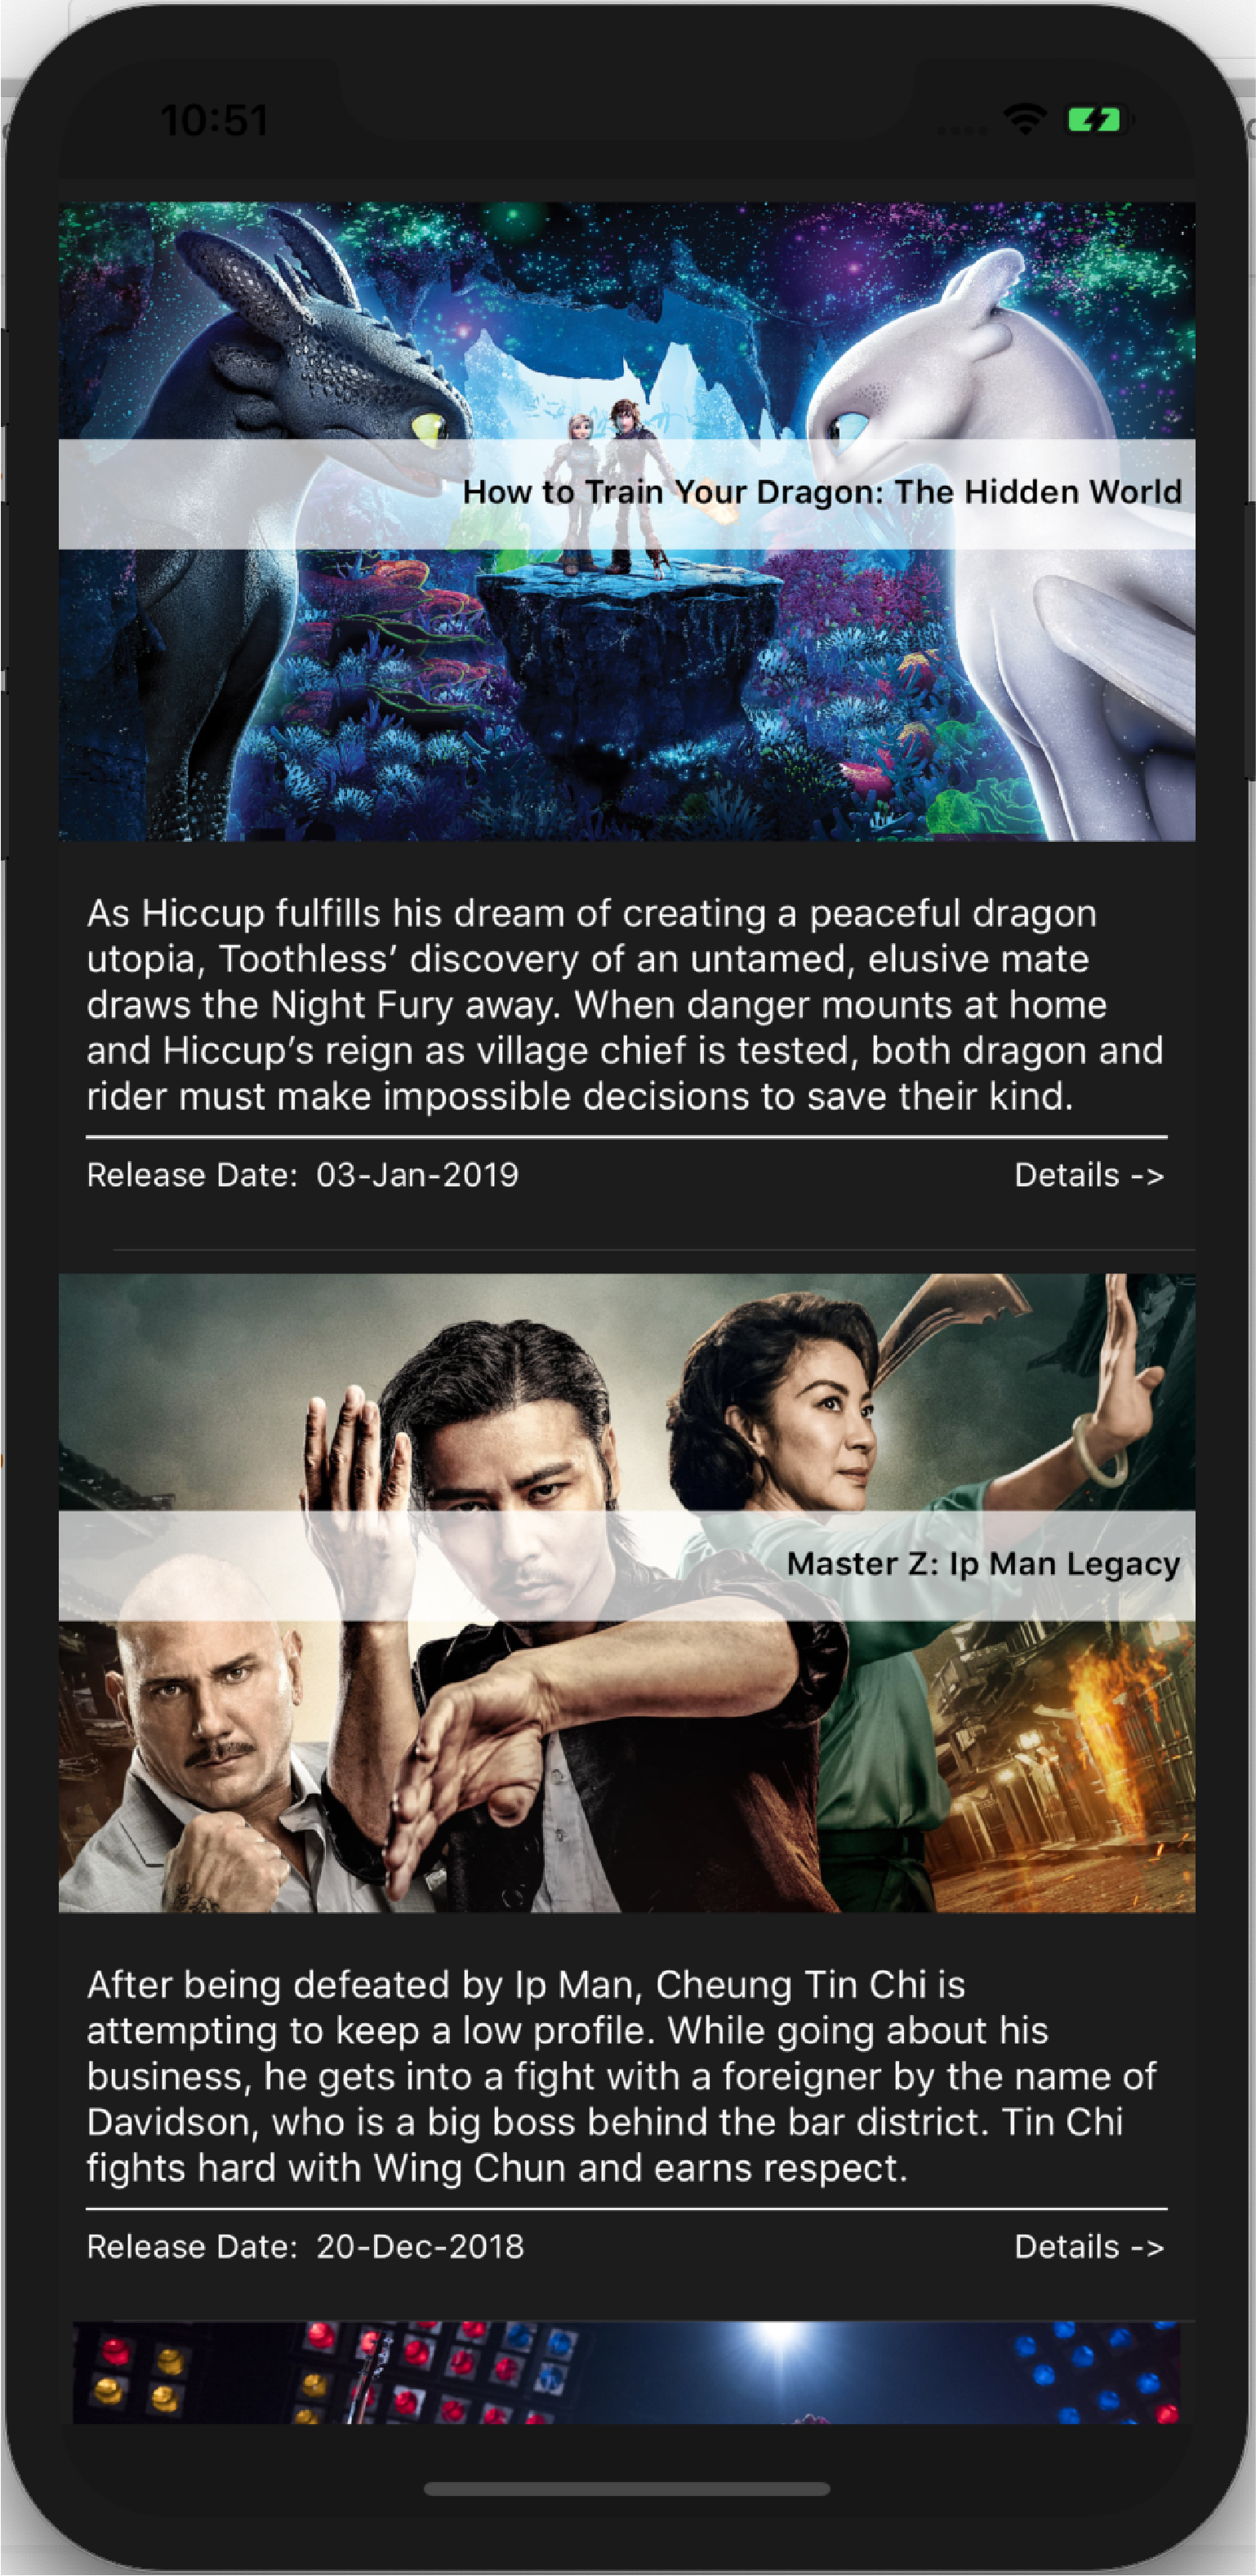 10:51
How to Train Your Dragon: The Hidden World
As Hiccup fulfills his dream of creating a peaceful dragon
utopia, Toothless’ discovery of an untamed, elusive mate
draws the Night Fury away. When danger mounts at home
and Hiccup’s reign as village chief is tested, both dragon and
rider must make impossible decisions to save their kind.
Release Date: 03-Jan-2019 Details ->
Master Z: Ip Man Legacy
After being defeated by Ip Man, Cheung Tin Chi is
attempting to keep a low profile. While going about his
business, he gets into a fight with a foreigner by the name of
Davidson, who is a big boss behind the bar district. Tin Chi
fights hard with Wing Chun and earns respect.
Release Date: 20-Dec-2018 Details ->